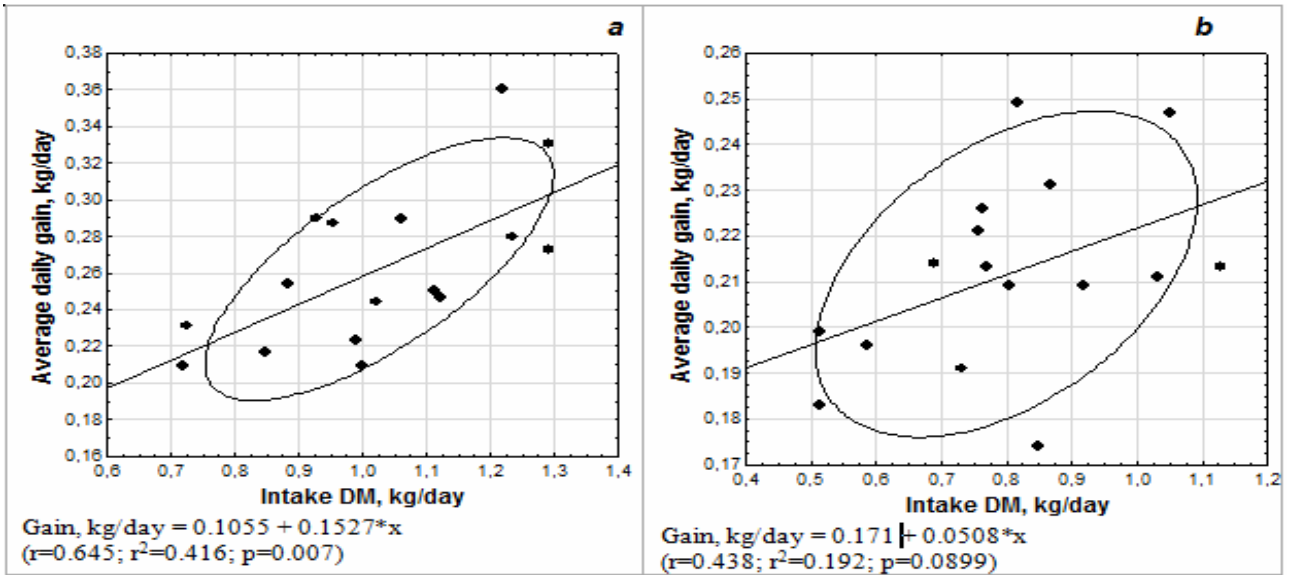 a
0,38
0,36
0,34
0,32
0,30
0,28
0,26
0,24
0,22
0,20
0,18
0,16
Average daily gain, kg/day
0,6 0,7 0,8 0,9 1,0 1,1 1,2 1,3 1,4
Intake DM, kg/day
Gain, kg/day = 0.1055 + 0.1527*x
(r=0.645; r²=0.416; p=0.007)
b
0,26
0,25
0,24
0,23
0,22
0,21
0,20
0,19
0,18
0,17
Average daily gain, kg/day
0,4 0,5 0,6 0,7 0,8 0,9 1,0 1,1 1,2
Intake DM, kg/day
Gain, kg/day = 0.171 + 0.0508*x
(r=0.438; r²=0.192; p=0.0899)